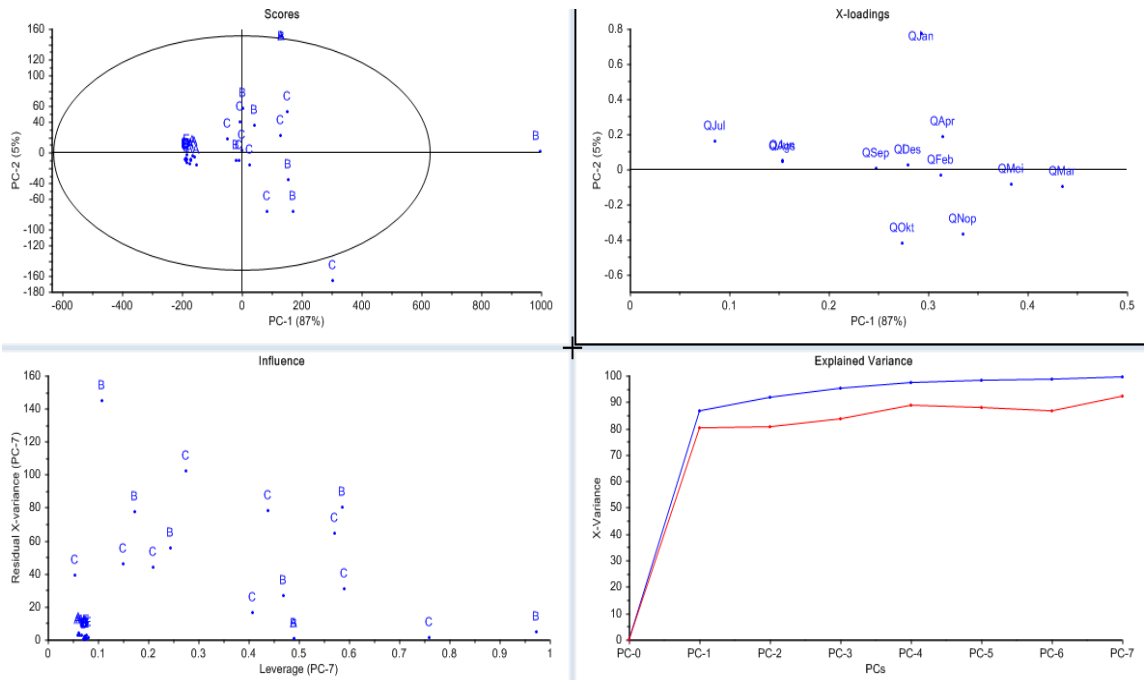 Scores
PC-2 (5%)
160
120
100
80
60
40
20
0
-20
-40
-60
-80
-100
-120
-140
-160
-180
-600
-400
-200
0
200
400
600
800
1000
PC-1 (87%)
B
C
C
B
C
C
C
B
C
B
C
B
C
B
X-loadings
PC-2 (5%)
0.8
0.6
0.4
0.2
0
-0.2
-0.4
-0.6
0
0.1
0.2
0.3
0.4
0.5
PC-1 (87%)
QJan
QJul
QApr
QSep
QDes
QFeb
QMei
QMar
QOkt
QNop
Influence
Residual X-variance (PC-7)
160
140
120
100
80
60
40
20
0
0
0.1
0.2
0.3
0.4
0.5
0.6
0.7
0.8
0.9
1
Leverage (PC-7)
B
C
B
C
B
C
B
C
C
C
C
B
C
B
C
B
Explained Variance
X-Variance
100
90
80
70
60
50
40
30
20
10
0
PC-0
PC-1
PC-2
PC-3
PC-4
PC-5
PC-6
PC-7
PCs